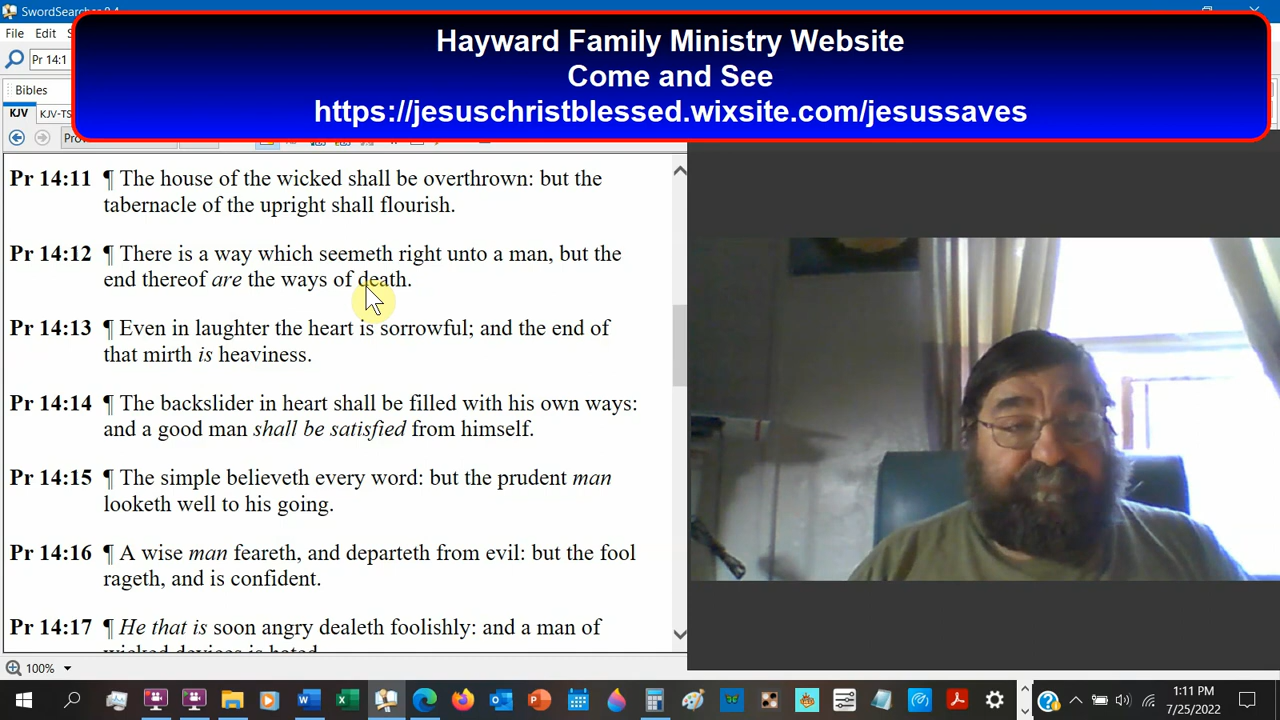 SwordSearcher
Hayward Family Ministry Website
Come and See
https://jesuschristblessed.wixsite.com/jesussaves
File Edit
Pr 14:1
Bibles
KJV KJV-TS
Pr 14:11 ¶ The house of the wicked shall be overthrown: but the
tabernacle of the upright shall flourish.
Pr 14:12 ¶ There is a way which seemeth right unto a man, but the
end thereof are the ways of death.
Pr 14:13 ¶ Even in laughter the heart is sorrowful; and the end of
that mirth is heaviness.
Pr 14:14 ¶ The backslider in heart shall be filled with his own ways:
and a good man shall be satisfied from himself.
Pr 14:15 ¶ The simple believeth every word: but the prudent man
looketh well to his going.
Pr 14:16 ¶ A wise man feareth, and departeth from evil: but the fool
rageth, and is confident.
Pr 14:17 ¶ He that is soon angry dealeth foolishly: and a man of
wicked devices is hated.
100%
1:11 PM
7/25/2022